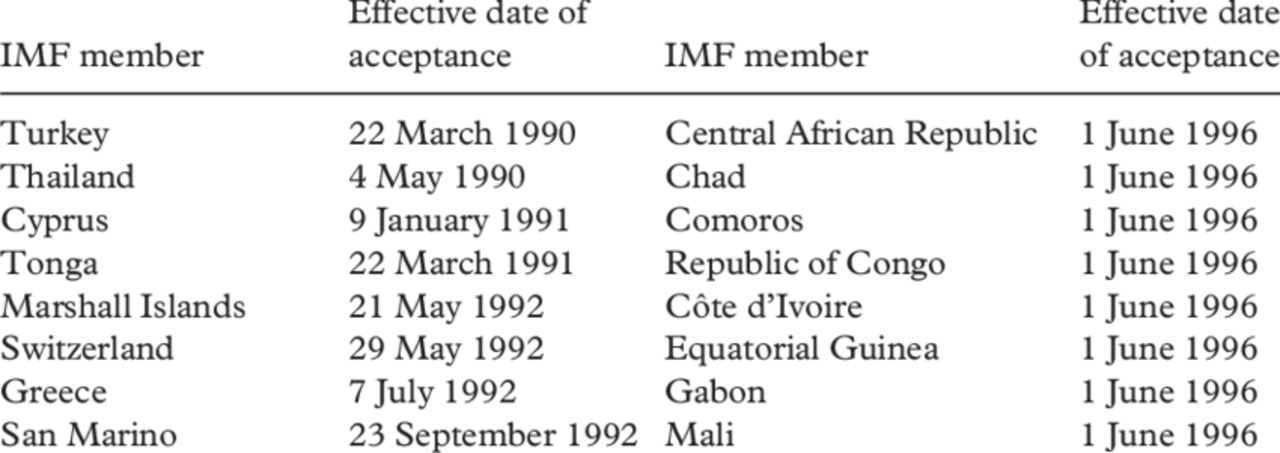 Effective date of Effective date
IMF member acceptance IMF member of acceptance
Turkey 22 March 1990 Central African Republic 1 June 1996
Thailand 4 May 1990 Chad 1 June 1996
Cyprus 9 January 1991 Comoros 1 June 1996
Tonga 22 March 1991 Republic of Congo 1 June 1996
Marshall Islands 21 May 1992 Côte d'Ivoire 1 June 1996
Switzerland 29 May 1992 Equatorial Guinea 1 June 1996
Greece 7 July 1992 Gabon 1 June 1996
San Marino 23 September 1992 Mali 1 June 1996